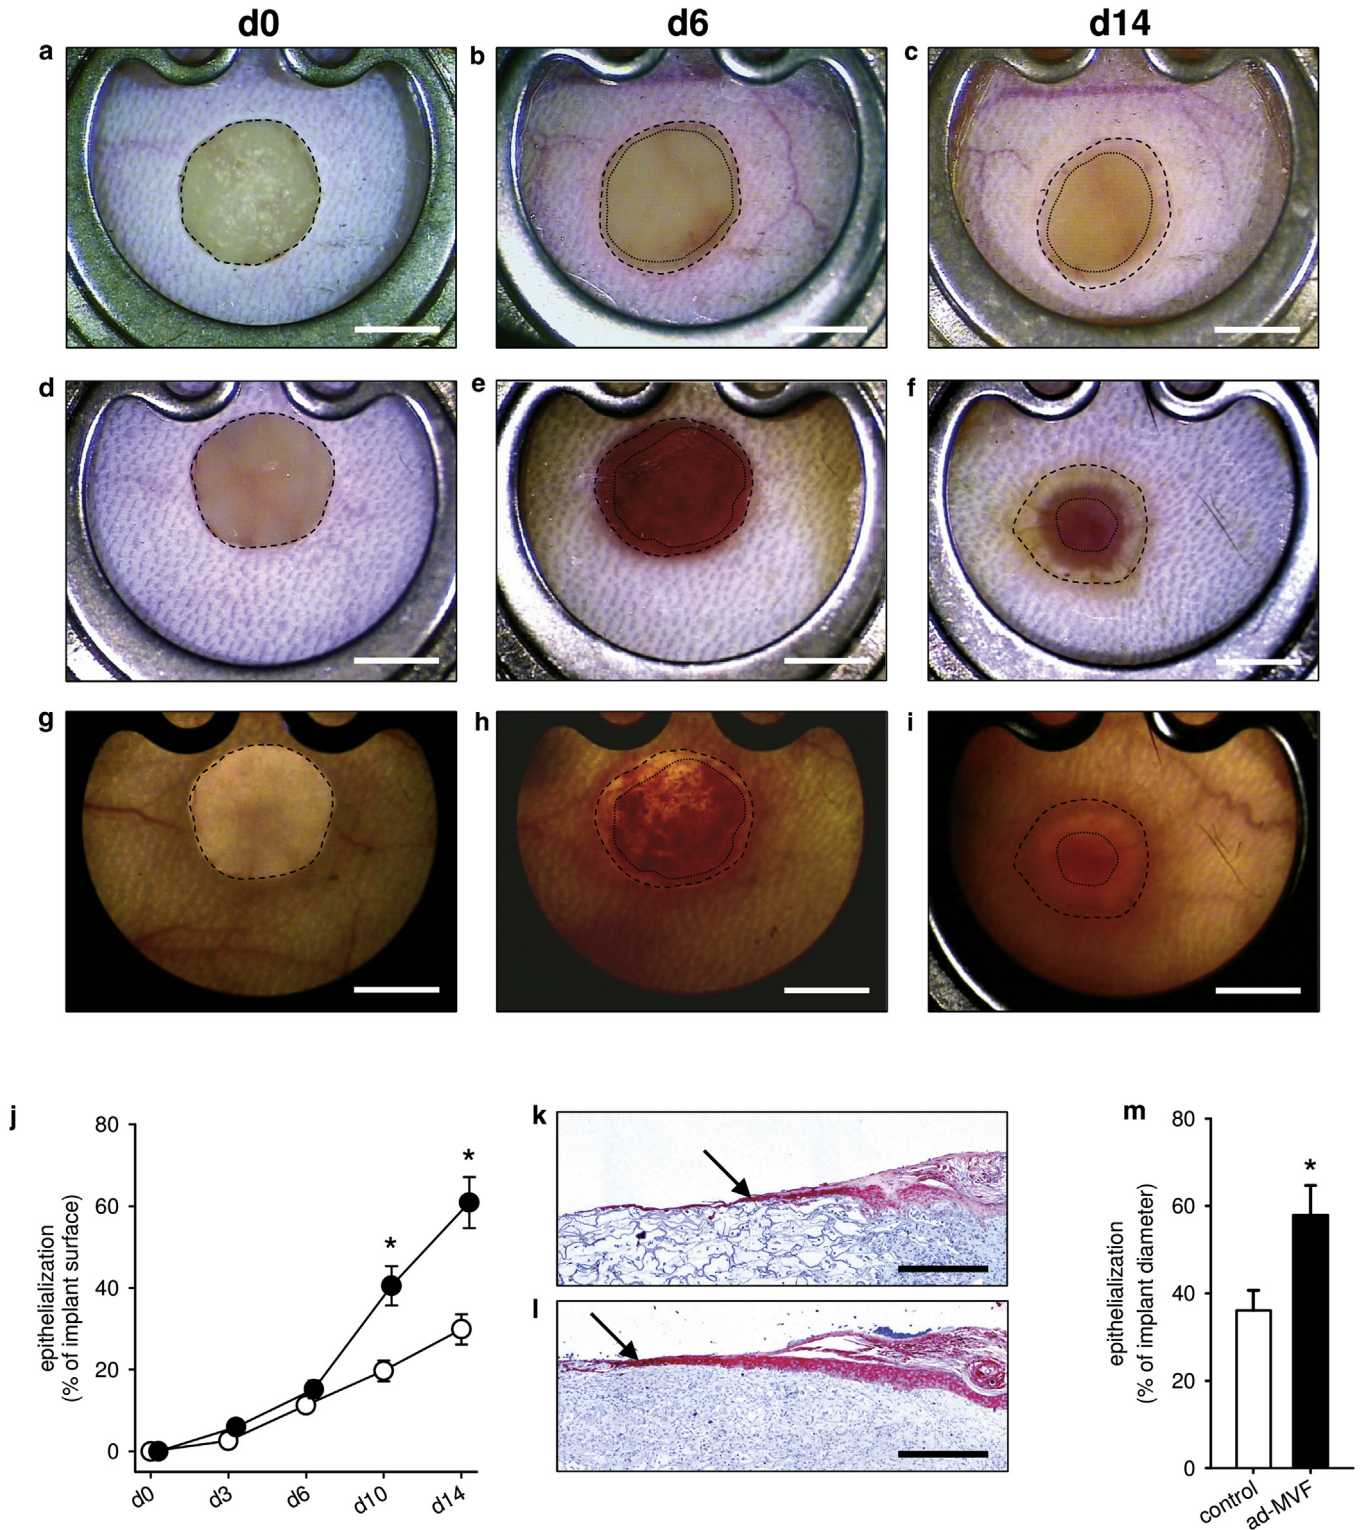 d0 d6 d14
a b c
d e f
g h i
j k m
epithelialization
(% of implant surface)
80
60
40
20
0
* *
d0 d3 d6 d10 d14
l
epithelialization
(% of implant diameter)
80
60
40
20
0
*
control ad-MVF